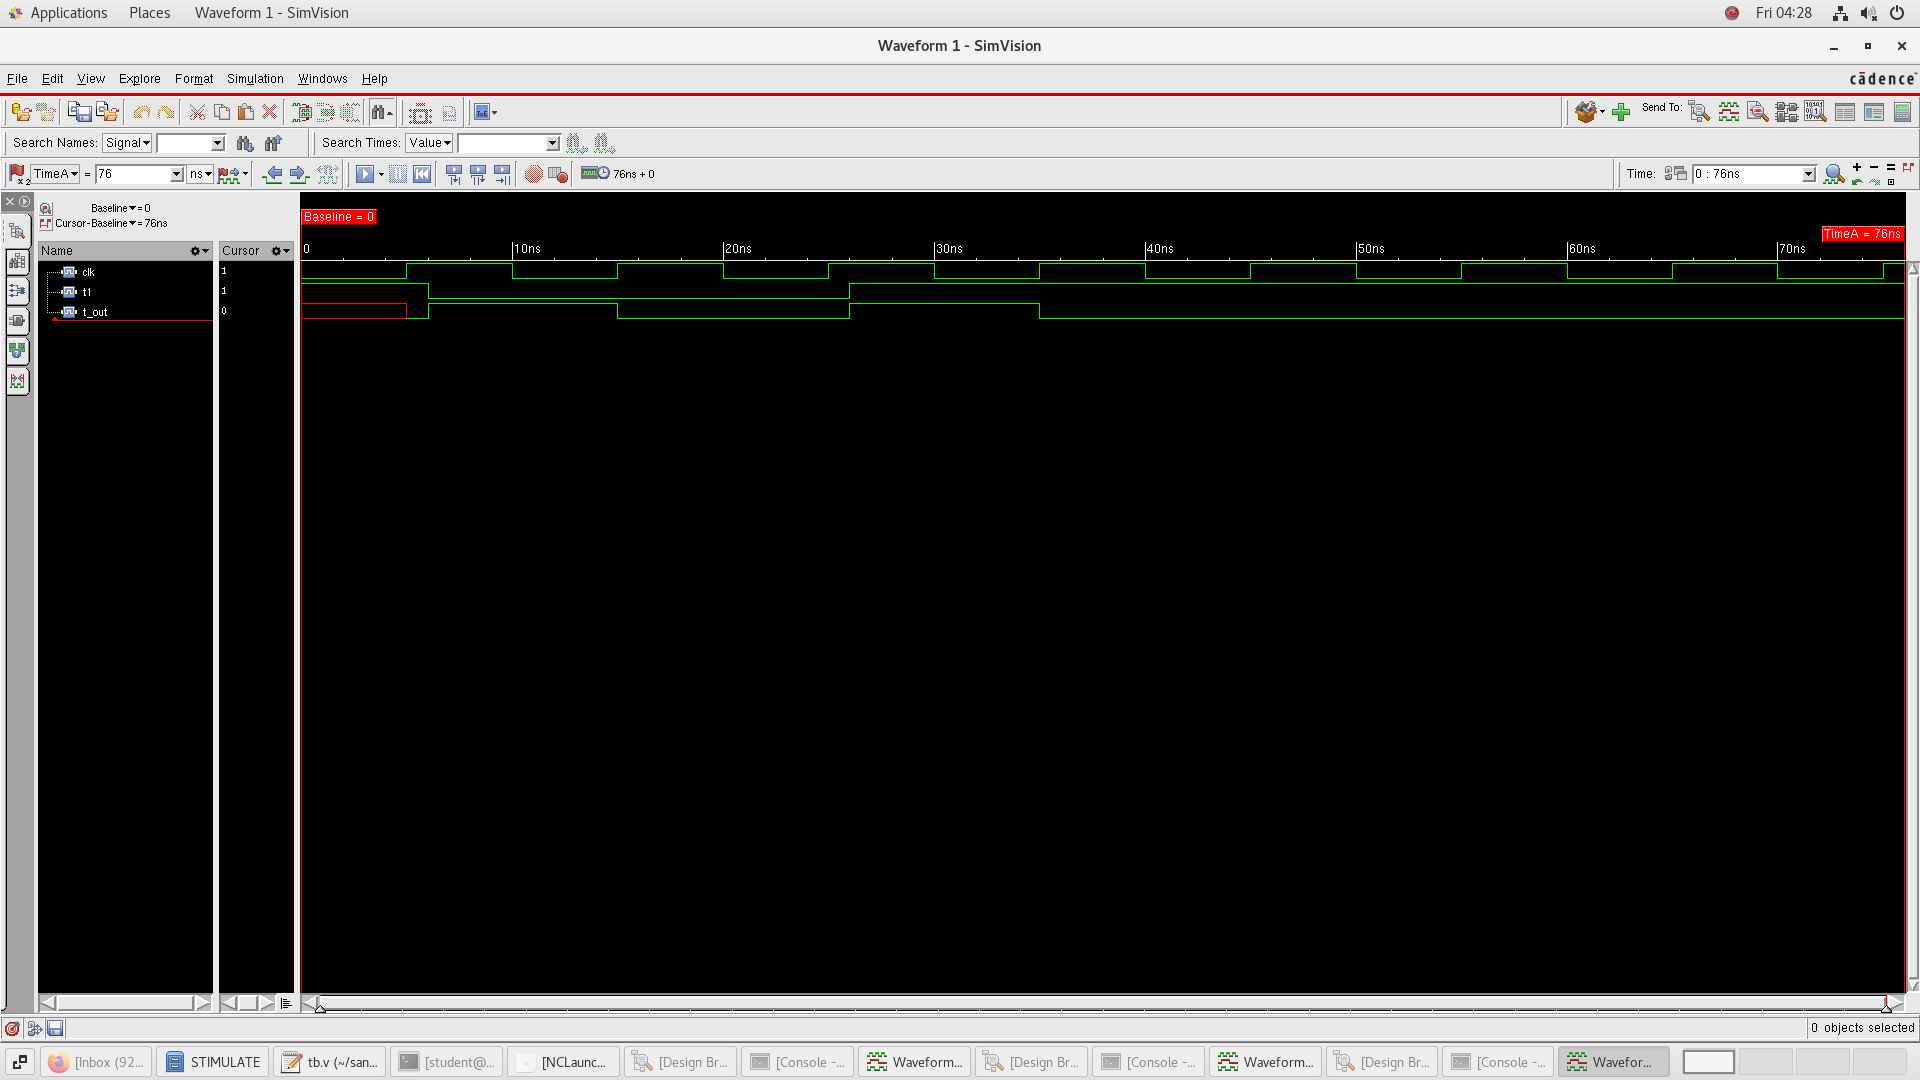 Applications Places Waveform 1 - SimVision Fri 04:28
Waveform 1 - SimVision
File Edit View Explore Format Simulation Windows Help cādence
Send To:
Search Names: Signal Search Times: Value
TimeA = 76 ns 76ns + 0 Time: 0 : 76ns
Baseline = 0
Cursor-Baseline = 76ns
Baseline = 0
TimeA = 76ns
Name Cursor 0 10ns 20ns 30ns 40ns 50ns 60ns 70ns
clk 1
t1 1
t_out 0
0 objects selected
[Inbox (92... STIMULATE tb.v (~/san... [student@... [NCLaunc... [Design Br... [Console -... Waveform... [Design Br... [Console -... Waveform... [Design Br... [Console -... Wavefor...